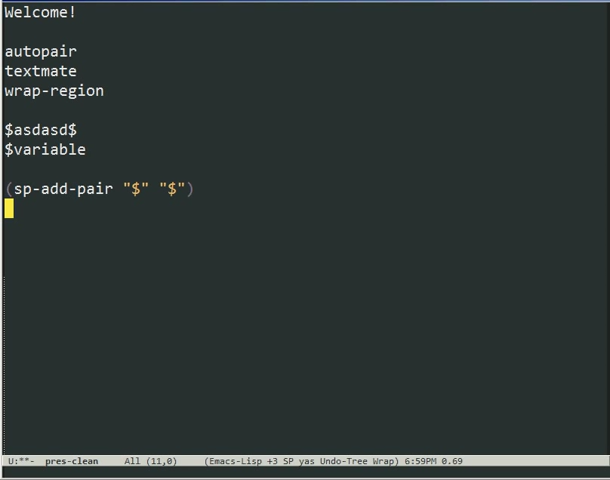 Welcome!
autopair
textmate
wrap-region
$asdasd$
$variable
(sp-add-pair "$" "$")
U:**-  pres-clean     All (11,0)     (Emacs-Lisp +3 SP yas Undo-Tree Wrap) 6:59PM 0.69